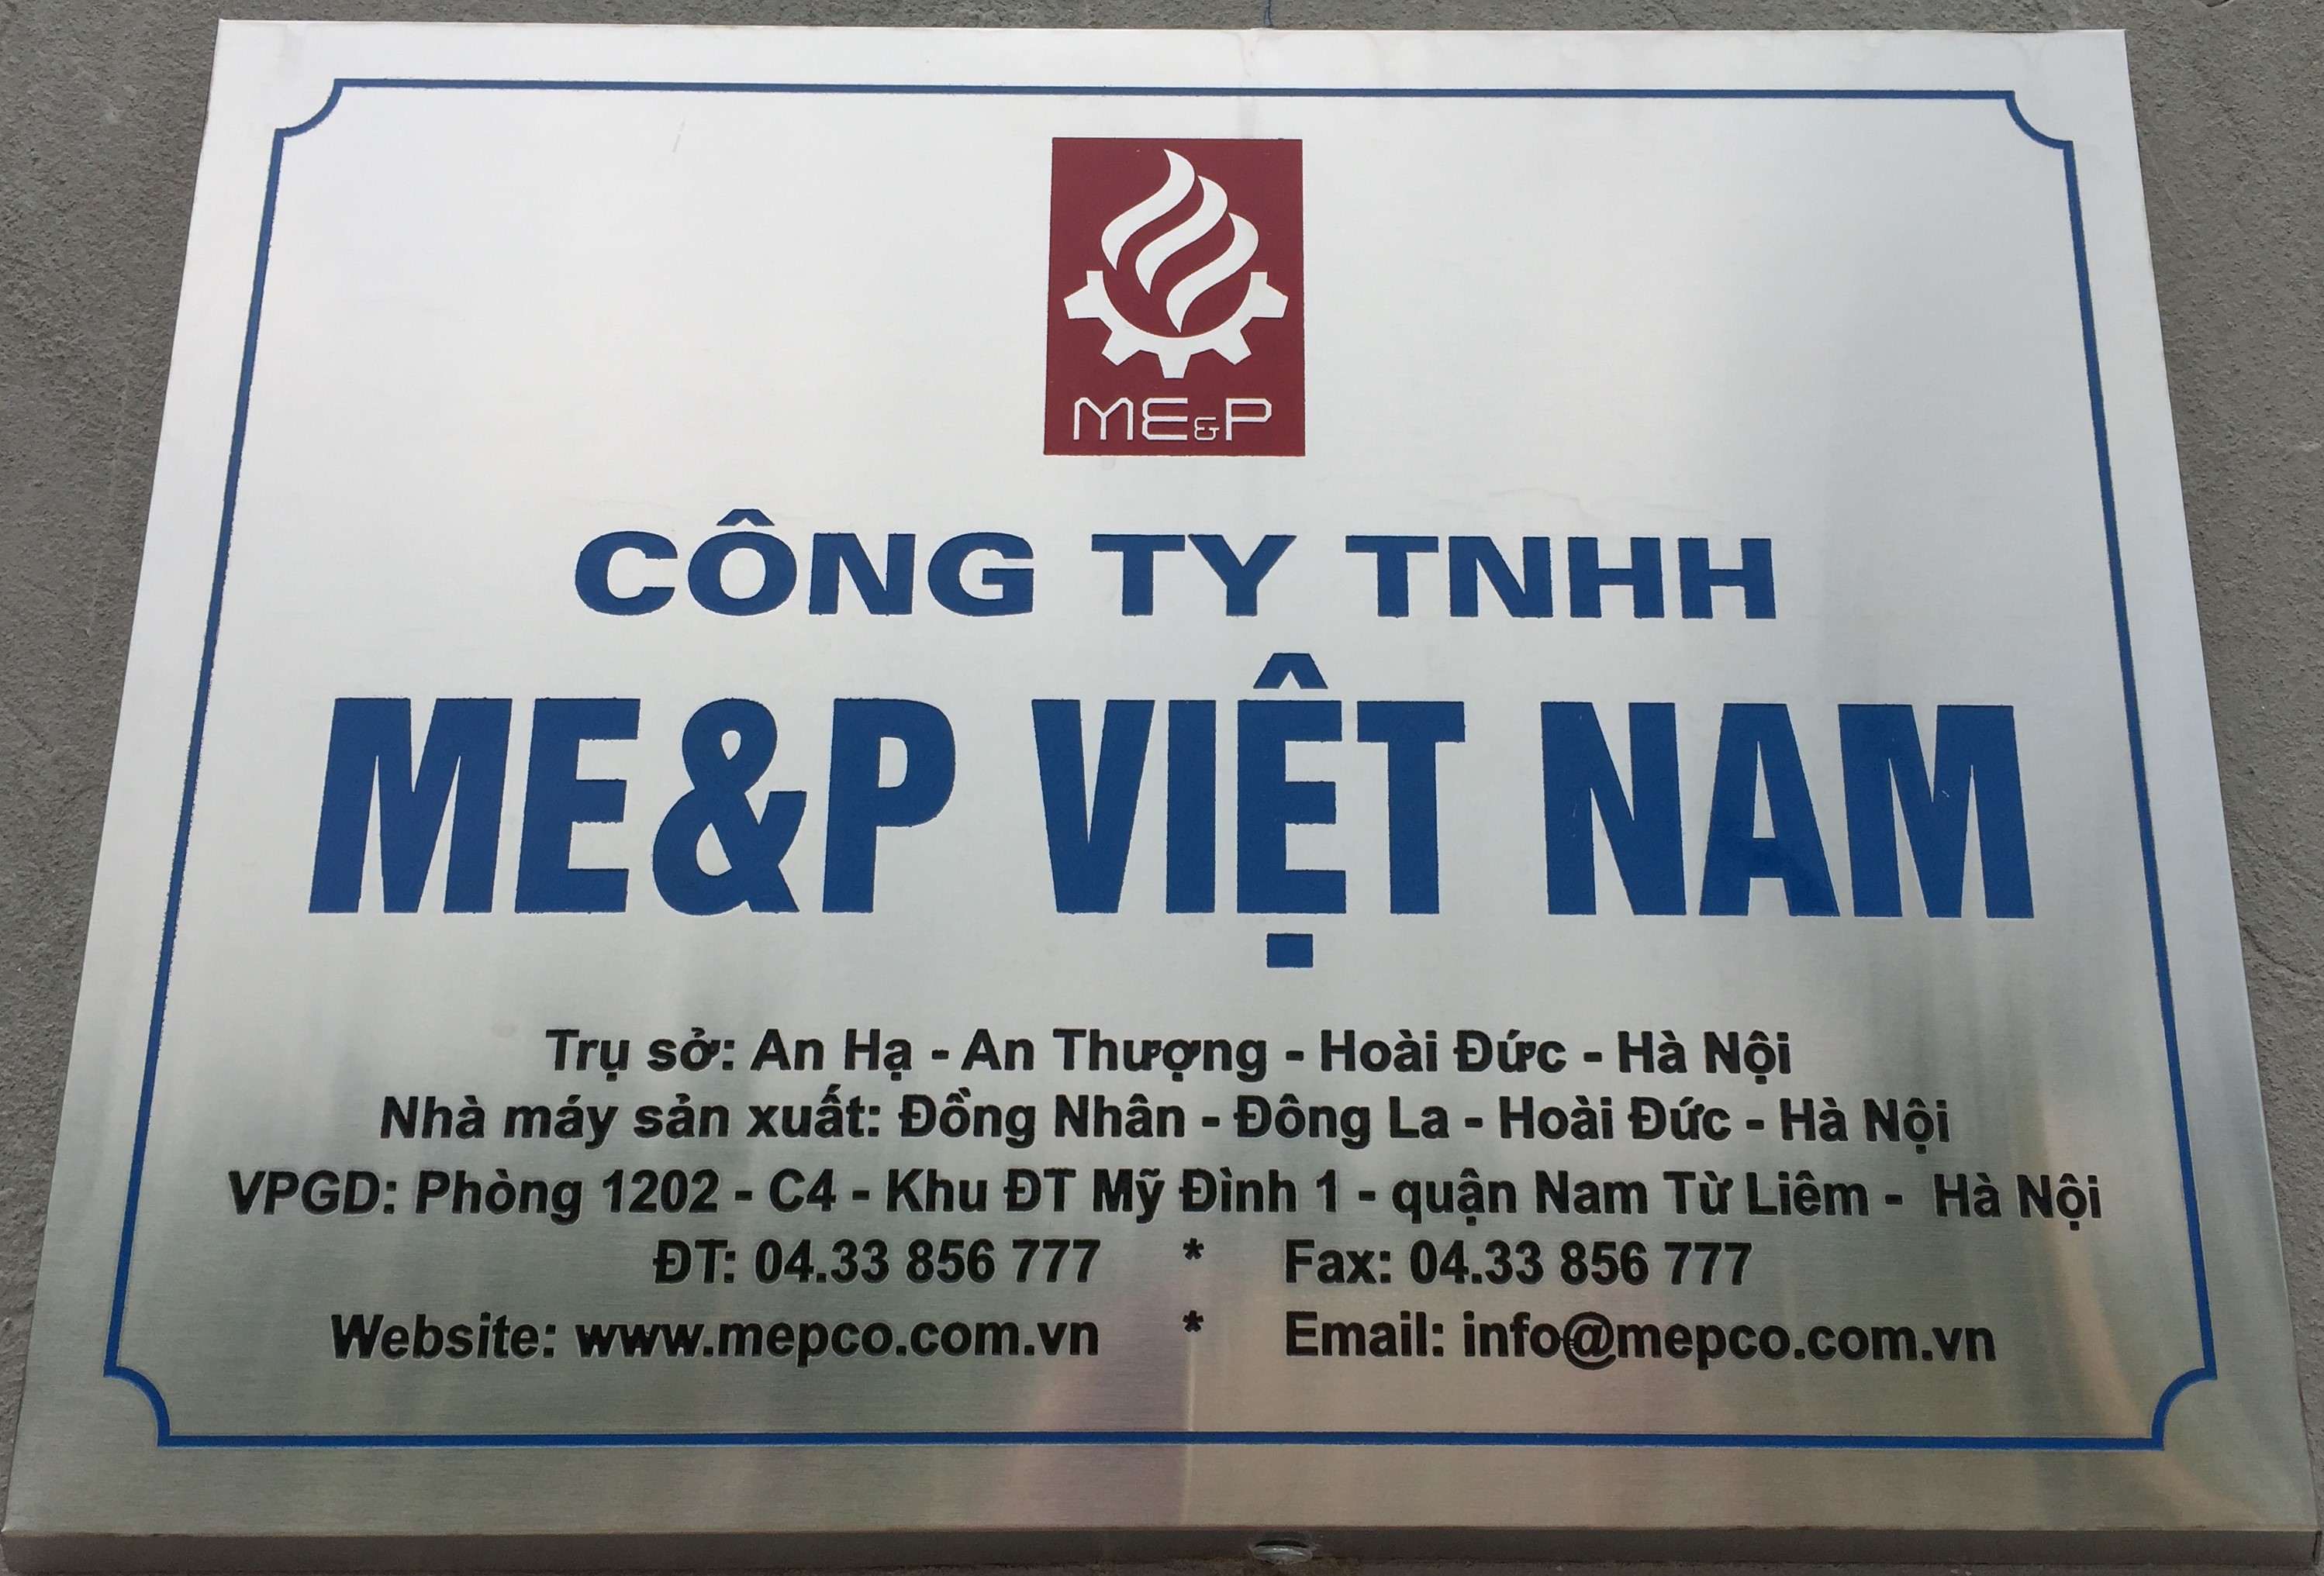 ME&P
CÔNG TY TNHH
ME&P VIỆT NAM
Trụ sở: An Hạ - An Thượng - Hoài Đức - Hà Nội
Nhà máy sản xuất: Đồng Nhân - Đông La - Hoài Đức - Hà Nội
VPGD: Phòng 1202 - C4 - Khu ĐT Mỹ Đình 1 - quận Nam Từ Liêm - Hà Nội
ĐT: 04.33 856 777 * Fax: 04.33 856 777
Website: www.mepco.com.vn * Email: info@mepco.com.vn